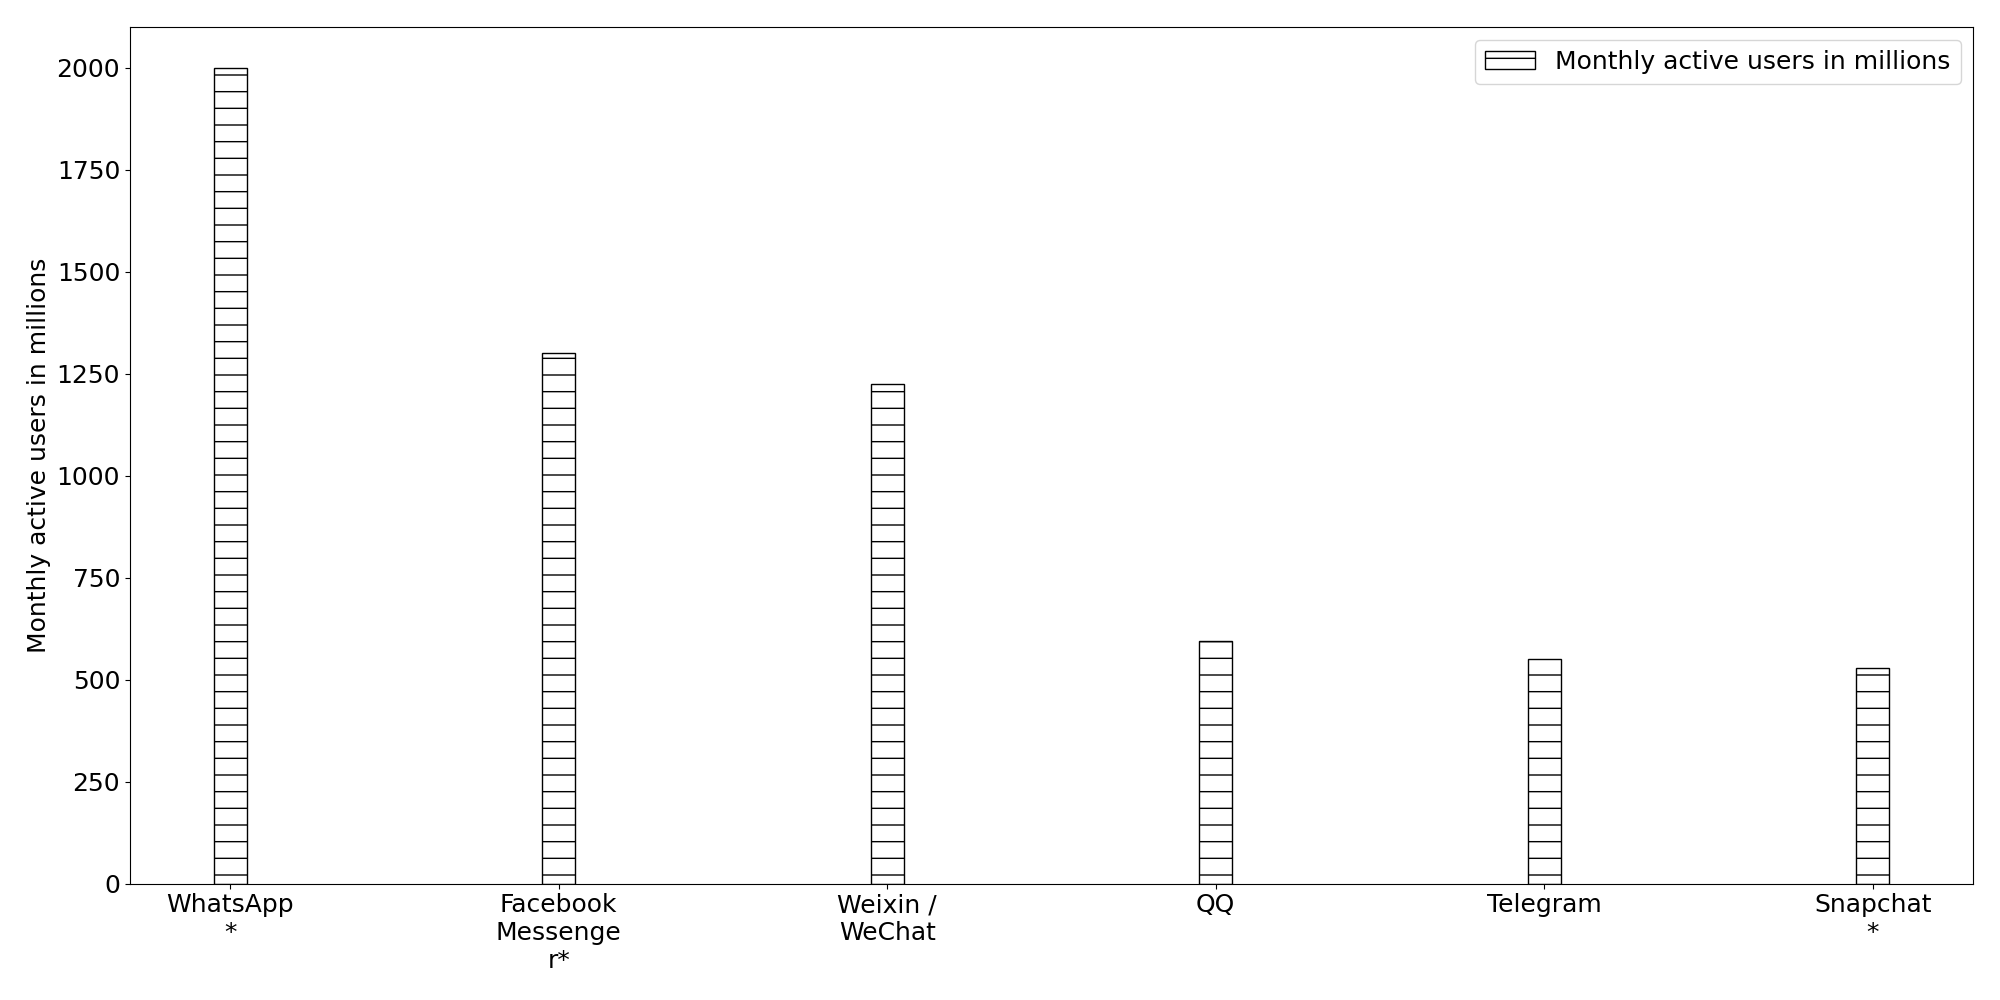 Monthly active users in millions
2000
1750
1500
1250
1000
750
500
250
0
Monthly active users in millions
WhatsApp
*
Facebook
Messenge
r*
Weixin /
WeChat
QQ
Telegram
Snapchat
*